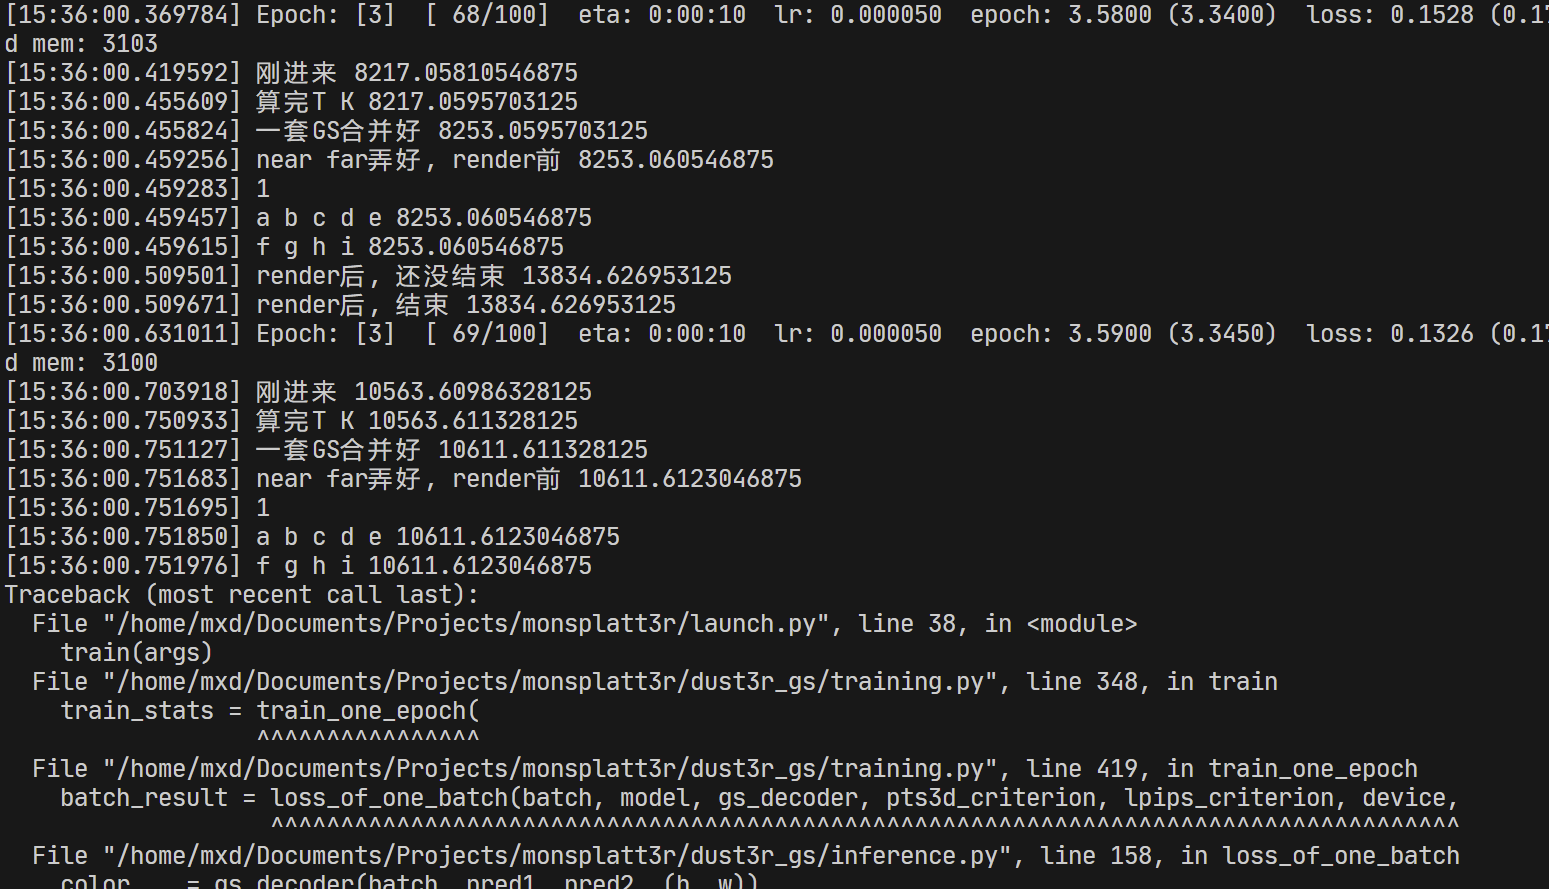 [15:36:00.369784] Epoch: [3]  [ 68/100]  eta: 0:00:10  lr: 0.000050  epoch: 3.5800 (3.3400)  loss: 0.1528 (0.17
d mem: 3103
[15:36:00.419592] 刚进来 8217.05810546875
[15:36:00.455609] 算完T K 8217.0595703125
[15:36:00.455824] 一套GS合并好 8253.0595703125
[15:36:00.459256] near far弄好, render前 8253.060546875
[15:36:00.459283] 1
[15:36:00.459457] a b c d e 8253.060546875
[15:36:00.459615] f g h i 8253.060546875
[15:36:00.509501] render后, 还没结束 13834.626953125
[15:36:00.509671] render后, 结束 13834.626953125
[15:36:00.631011] Epoch: [3]  [ 69/100]  eta: 0:00:10  lr: 0.000050  epoch: 3.5900 (3.3450)  loss: 0.1326 (0.17
d mem: 3100
[15:36:00.703918] 刚进来 10563.60986328125
[15:36:00.750933] 算完T K 10563.611328125
[15:36:00.751127] 一套GS合并好 10611.611328125
[15:36:00.751683] near far弄好, render前 10611.6123046875
[15:36:00.751695] 1
[15:36:00.751850] a b c d e 10611.6123046875
[15:36:00.751976] f g h i 10611.6123046875
Traceback (most recent call last):
  File "/home/mxd/Documents/Projects/monsplatt3r/launch.py", line 38, in <module>
    train(args)
  File "/home/mxd/Documents/Projects/monsplatt3r/dust3r_gs/training.py", line 348, in train
    train_stats = train_one_epoch(
                  ^^^^^^^^^^^^^^^^
  File "/home/mxd/Documents/Projects/monsplatt3r/dust3r_gs/training.py", line 419, in train_one_epoch
    batch_result = loss_of_one_batch(batch, model, gs_decoder, pts3d_criterion, lpips_criterion, device,
                   ^^^^^^^^^^^^^^^^^^^^^^^^^^^^^^^^^^^^^^^^^^^^^^^^^^^^^^^^^^^^^^^^^^^^^^^^^^^^^^^^^^^^^
  File "/home/mxd/Documents/Projects/monsplatt3r/dust3r_gs/inference.py", line 158, in loss_of_one_batch
    color, _ = gs_decoder(batch, pred1, pred2, (h, w))